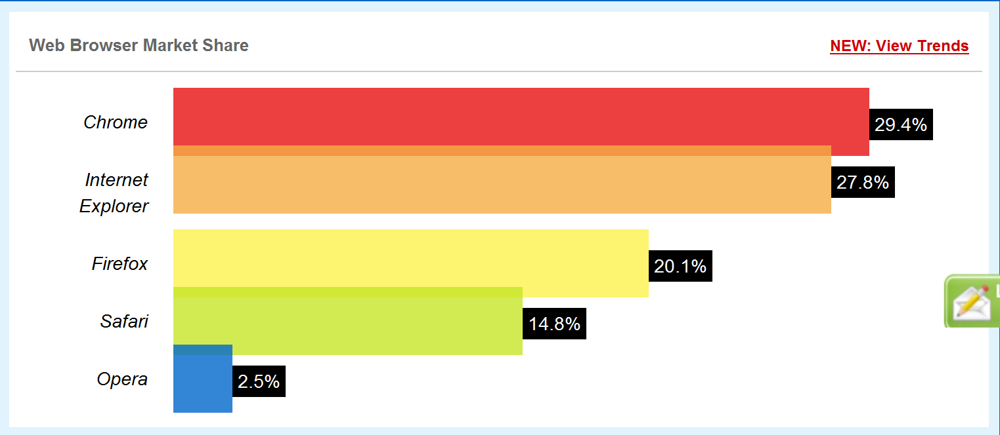 Web Browser Market Share
NEW: View Trends
Chrome
29.4%
Internet
Explorer
27.8%
Firefox
20.1%
Safari
14.8%
Opera
2.5%